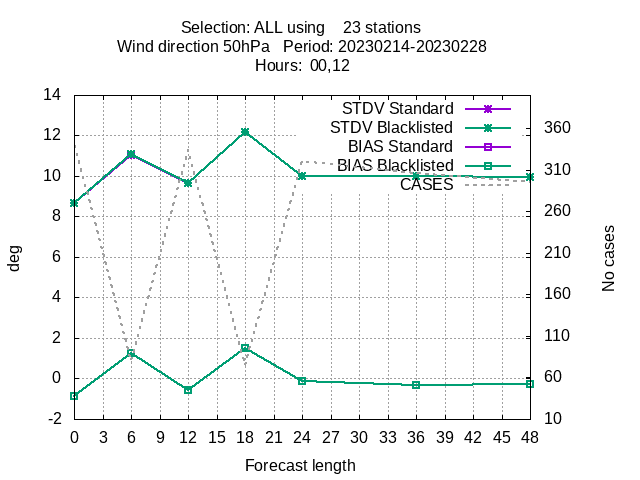 Selection: ALL using 23 stations
Wind direction 50hPa Period: 20230214-20230228
Hours: 00,12
STDV Standard
STDV Blacklisted
BIAS Standard
BIAS Blacklisted
CASES
14
12
10
8
6
4
2
0
-2
deg
360
310
260
210
160
110
60
10
No cases
0 3 6 9 12 15 18 21 24 27 30 33 36 39 42 45 48
Forecast length